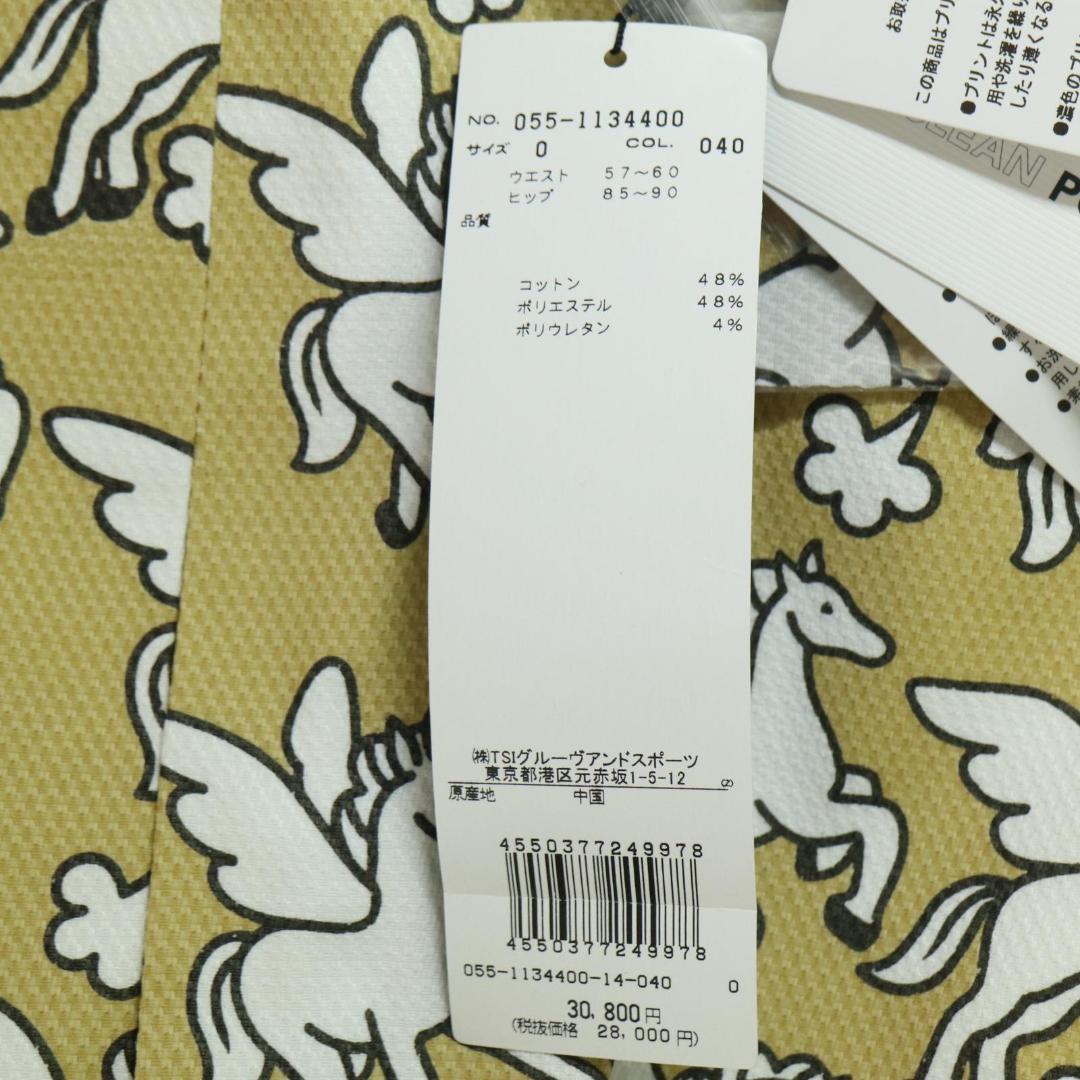 NO. 055-1134400
サイズ 0 COL. 040
ウエスト 57～60
ヒップ 85～90
品質
コットン 48%
ポリエステル 48%
ポリウレタン 4%
㈱TSIグルーヴアンドスポーツ
東京都港区元赤坂1-5-12
原産地 中国
4550377249978
4550377249978
055-1134400-14-040 0
30,800円
(税抜価格 28,000円)
お取
この商品はプリ
●プリントは永久
用や洗濯を繰り
したり薄くなる
●濃色のプリ